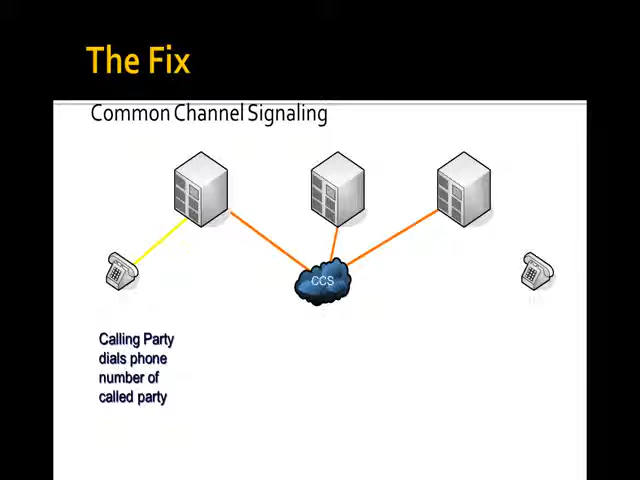 The Fix
Common Channel Signaling
CCS
Calling Party
dials phone
number of
called party